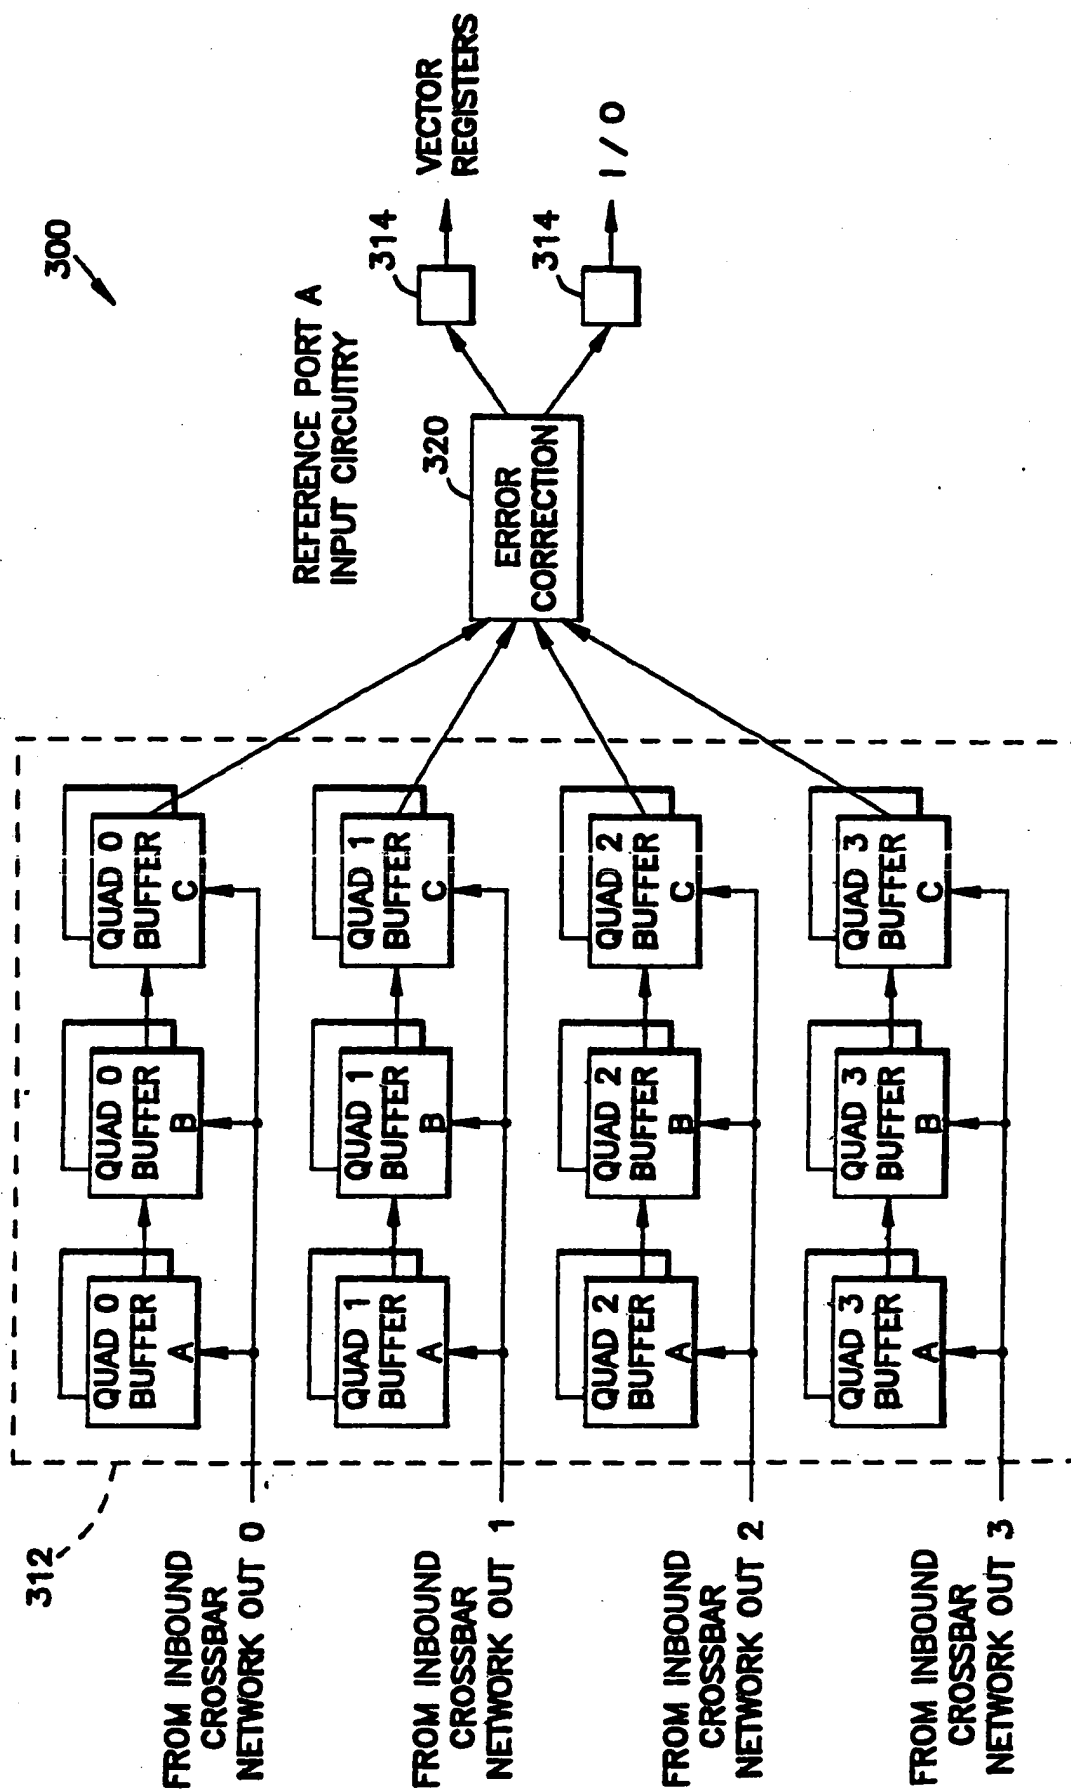 300
REFERENCE PORT A
INPUT CIRCUITRY
312
FROM INBOUND
CROSSBAR
NETWORK OUT 0
QUAD 0
BUFFER
A
QUAD 0
BUFFER
B
QUAD 0
BUFFER
C
FROM INBOUND
CROSSBAR
NETWORK OUT 1
QUAD 1
BUFFER
A
QUAD 1
BUFFER
B
QUAD 1
BUFFER
C
FROM INBOUND
CROSSBAR
NETWORK OUT 2
QUAD 2
BUFFER
A
QUAD 2
BUFFER
B
QUAD 2
BUFFER
C
FROM INBOUND
CROSSBAR
NETWORK OUT 3
QUAD 3
BUFFER
A
QUAD 3
BUFFER
B
QUAD 3
BUFFER
C
320
ERROR
CORRECTION
314
VECTOR
REGISTERS
314
I / O